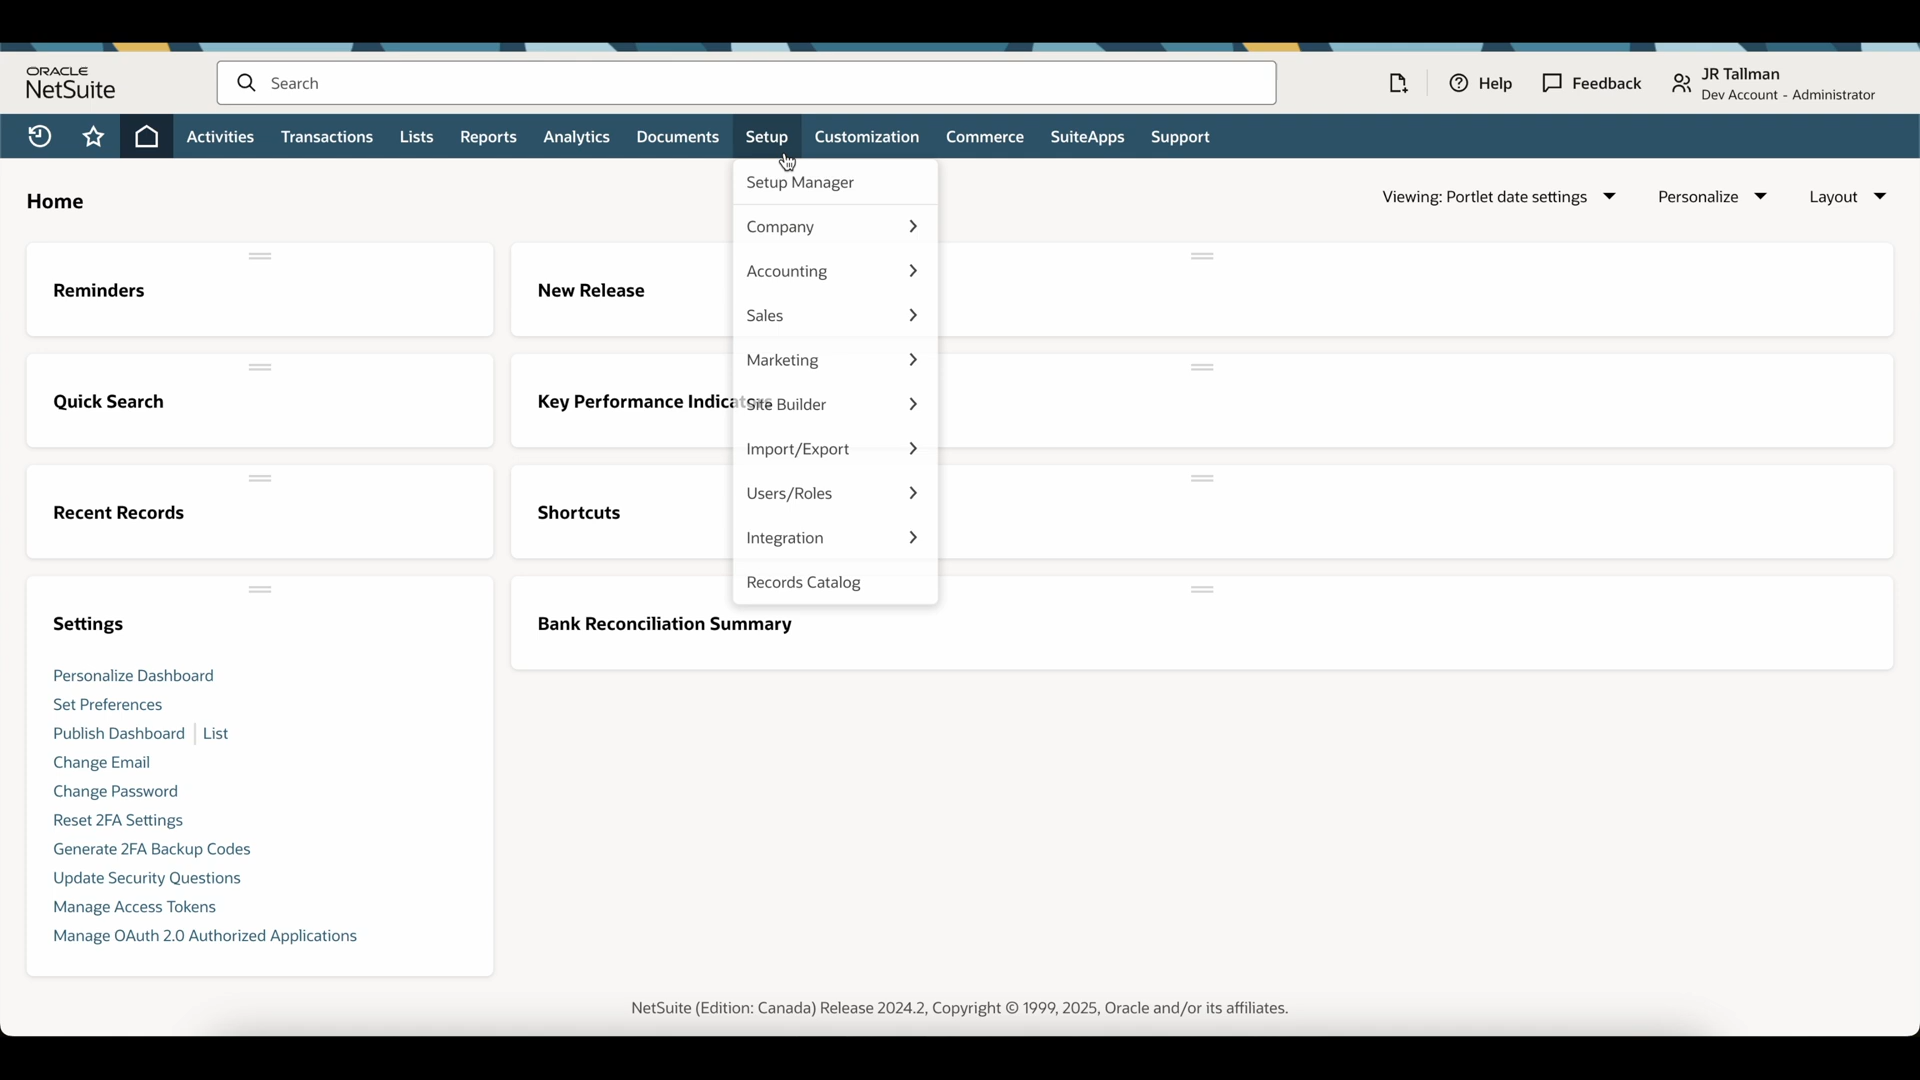 ORACLE
NetSuite
Search
Help
Feedback
JR Tallman
Dev Account - Administrator
Activities
Transactions
Lists
Reports
Analytics
Documents
Setup
Customization
Commerce
SuiteApps
Support
Home
Viewing: Portlet date settings
Personalize
Layout
Setup Manager
Company
Accounting
Sales
Marketing
Site Builder
Import/Export
Users/Roles
Integration
Records Catalog
Reminders
New Release
Quick Search
Key Performance Indicators
Recent Records
Shortcuts
Settings
Bank Reconciliation Summary
Personalize Dashboard
Set Preferences
Publish Dashboard | List
Change Email
Change Password
Reset 2FA Settings
Generate 2FA Backup Codes
Update Security Questions
Manage Access Tokens
Manage OAuth 2.0 Authorized Applications
NetSuite (Edition: Canada) Release 2024.2, Copyright © 1999, 2025, Oracle and/or its affiliates.